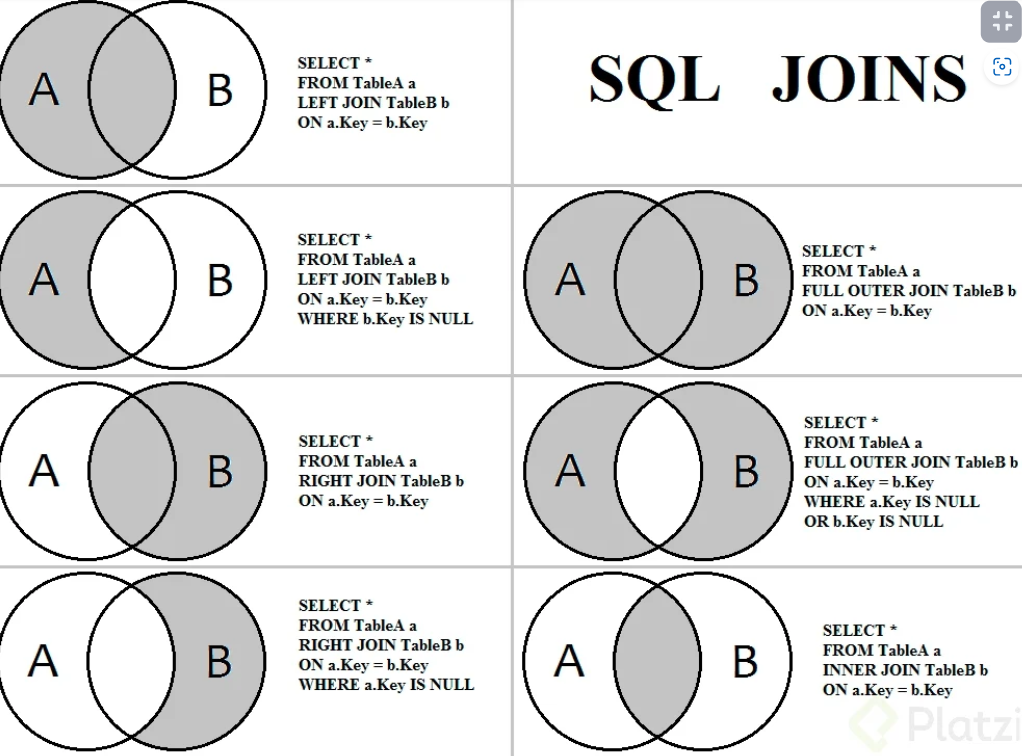 A
B
SELECT *
FROM TableA a
LEFT JOIN TableB b
ON a.Key = b.Key
SQL JOINS
A
B
SELECT *
FROM TableA a
LEFT JOIN TableB b
ON a.Key = b.Key
WHERE b.Key IS NULL
A
B
SELECT *
FROM TableA a
FULL OUTER JOIN TableB b
ON a.Key = b.Key
A
B
SELECT *
FROM TableA a
RIGHT JOIN TableB b
ON a.Key = b.Key
A
B
SELECT *
FROM TableA a
FULL OUTER JOIN TableB b
ON a.Key = b.Key
WHERE a.Key IS NULL
OR b.Key IS NULL
A
B
SELECT *
FROM TableA a
RIGHT JOIN TableB b
ON a.Key = b.Key
WHERE a.Key IS NULL
A
B
SELECT *
FROM TableA a
INNER JOIN TableB b
ON a.Key = b.Key
Platzi